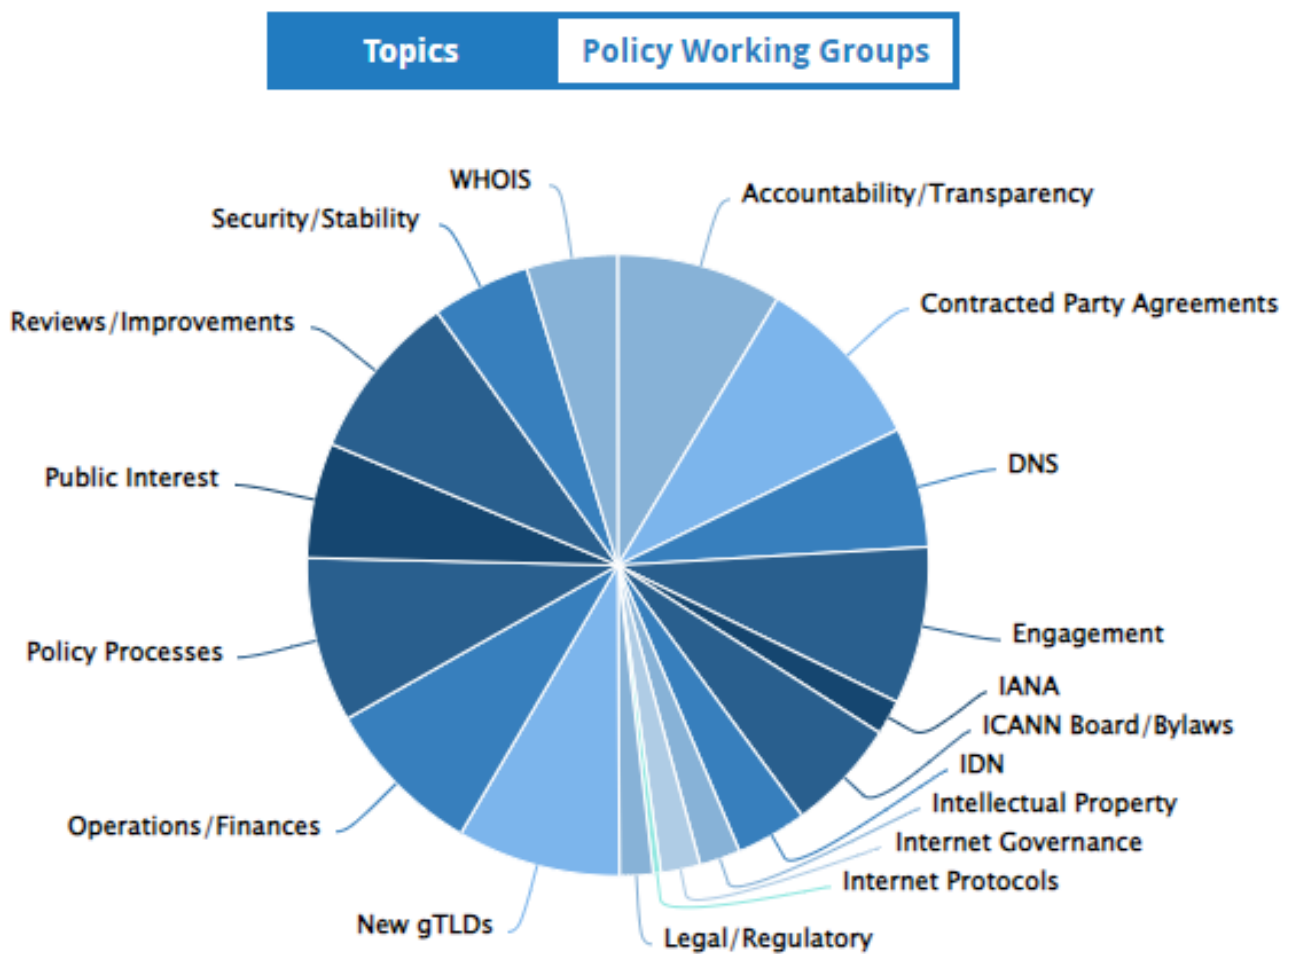 Topics
Policy Working Groups
WHOIS
Accountability/Transparency
Security/Stability
Contracted Party Agreements
Reviews/Improvements
DNS
Public Interest
Engagement
Policy Processes
IANA
ICANN Board/Bylaws
IDN
Intellectual Property
Operations/Finances
Internet Governance
Internet Protocols
New gTLDs
Legal/Regulatory